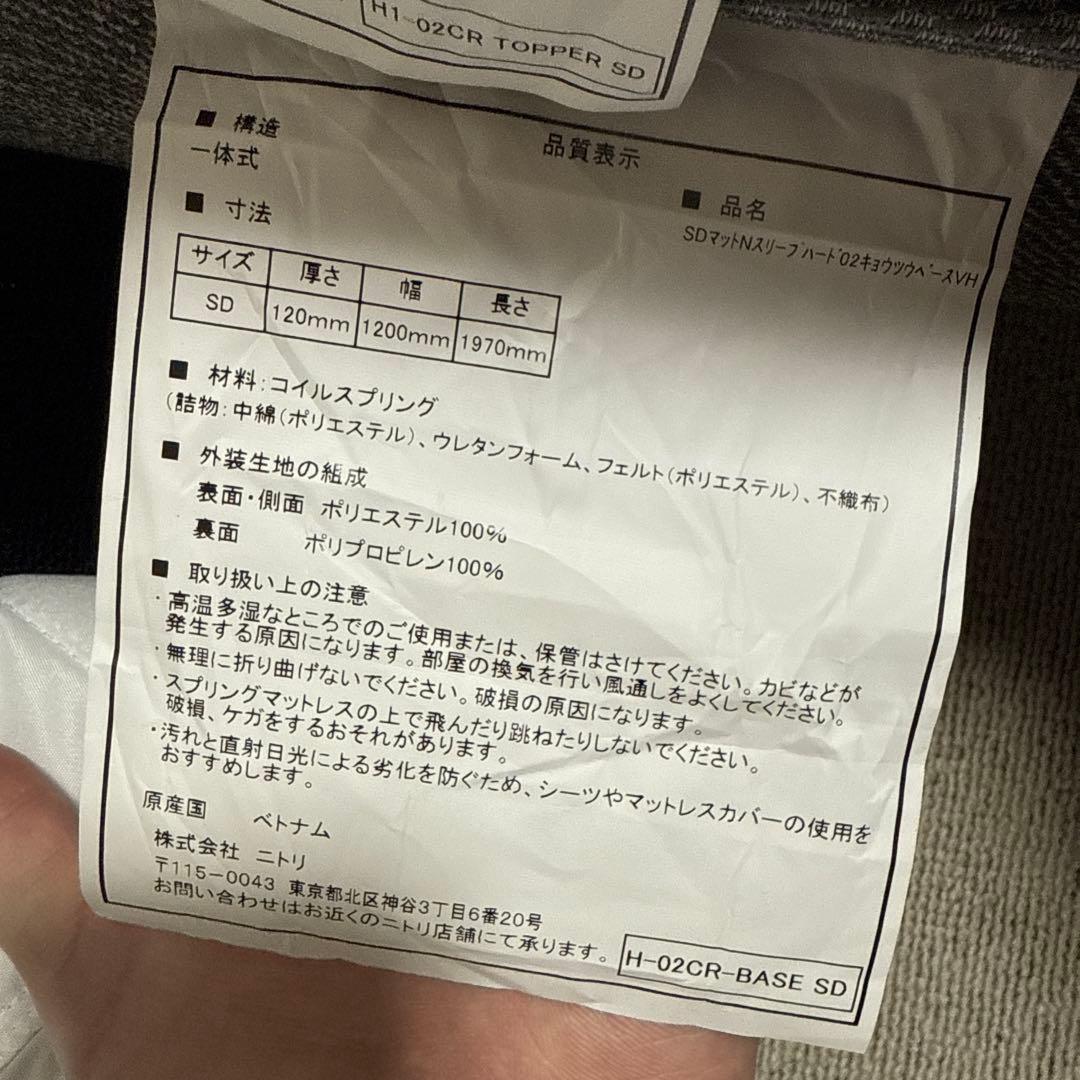 H1-02CR TOPPER SD
品質表示
■ 構造
一体式
■ 品名
SDマットNスリープハード02キョウツウベースVH
■ 寸法
サイズ 厚さ 幅 長さ
SD 120mm 1200mm 1970mm
■ 材料:コイルスプリング
(詰物:中綿(ポリエステル)、ウレタンフォーム、フェルト(ポリエステル)、不織布)
■ 外装生地の組成
表面・側面 ポリエステル100%
裏面 ポリプロピレン100%
■ 取り扱い上の注意
・高温多湿なところでのご使用または、保管はさけてください。カビなどが
発生する原因になります。部屋の換気を行い風通しをよくしてください。
・無理に折り曲げないでください。破損の原因になります。
・スプリングマットレスの上で飛んだり跳ねたりしないでください。
破損、ケガをするおそれがあります。
・汚れと直射日光による劣化を防ぐため、シーツやマットレスカバーの使用を
おすすめします。
原産国 ベトナム
株式会社 ニトリ
〒115-0043 東京都北区神谷3丁目6番20号
お問い合わせはお近くのニトリ店舗にて承ります。
H-02CR-BASE SD